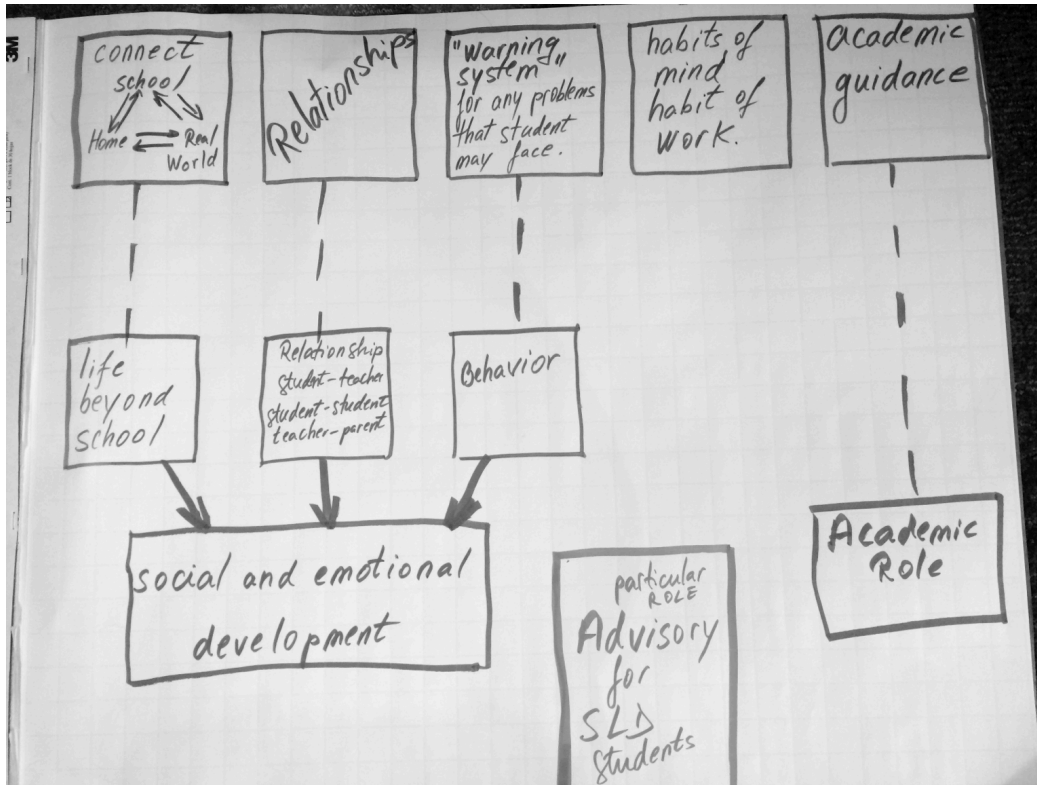 3M
connect
school
Home
Real
World
Relationships
"Warning
system"
for any problems
that student
may face.
habits of
mind
habit of
work.
academic
guidance
life
beyond
school
Relationship
student-teacher
student-student
teacher-parent
Behavior
social and emotional
development
particular
ROLE
Advisory
for
SLD
students
Academic
Role